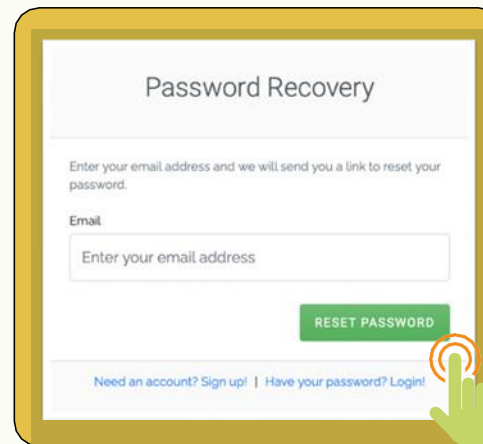 Password Recovery
Enter your email address and we will send you a link to reset your
password.
Email
Enter your email address
RESET PASSWORD
Need an account? Sign up! | Have your password? Login!